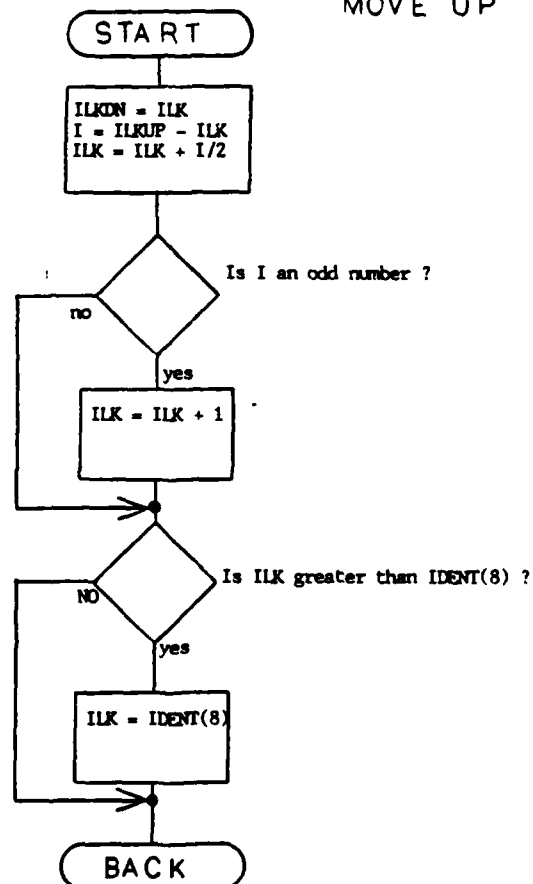 MOVE UP
START
ILKDN = ILK
I = ILKUP - ILK
ILK = ILK + I/2
Is I an odd number ?
no
yes
ILK = ILK + 1
Is ILK greater than IDENT(8) ?
NO
yes
ILK = IDENT(8)
BACK